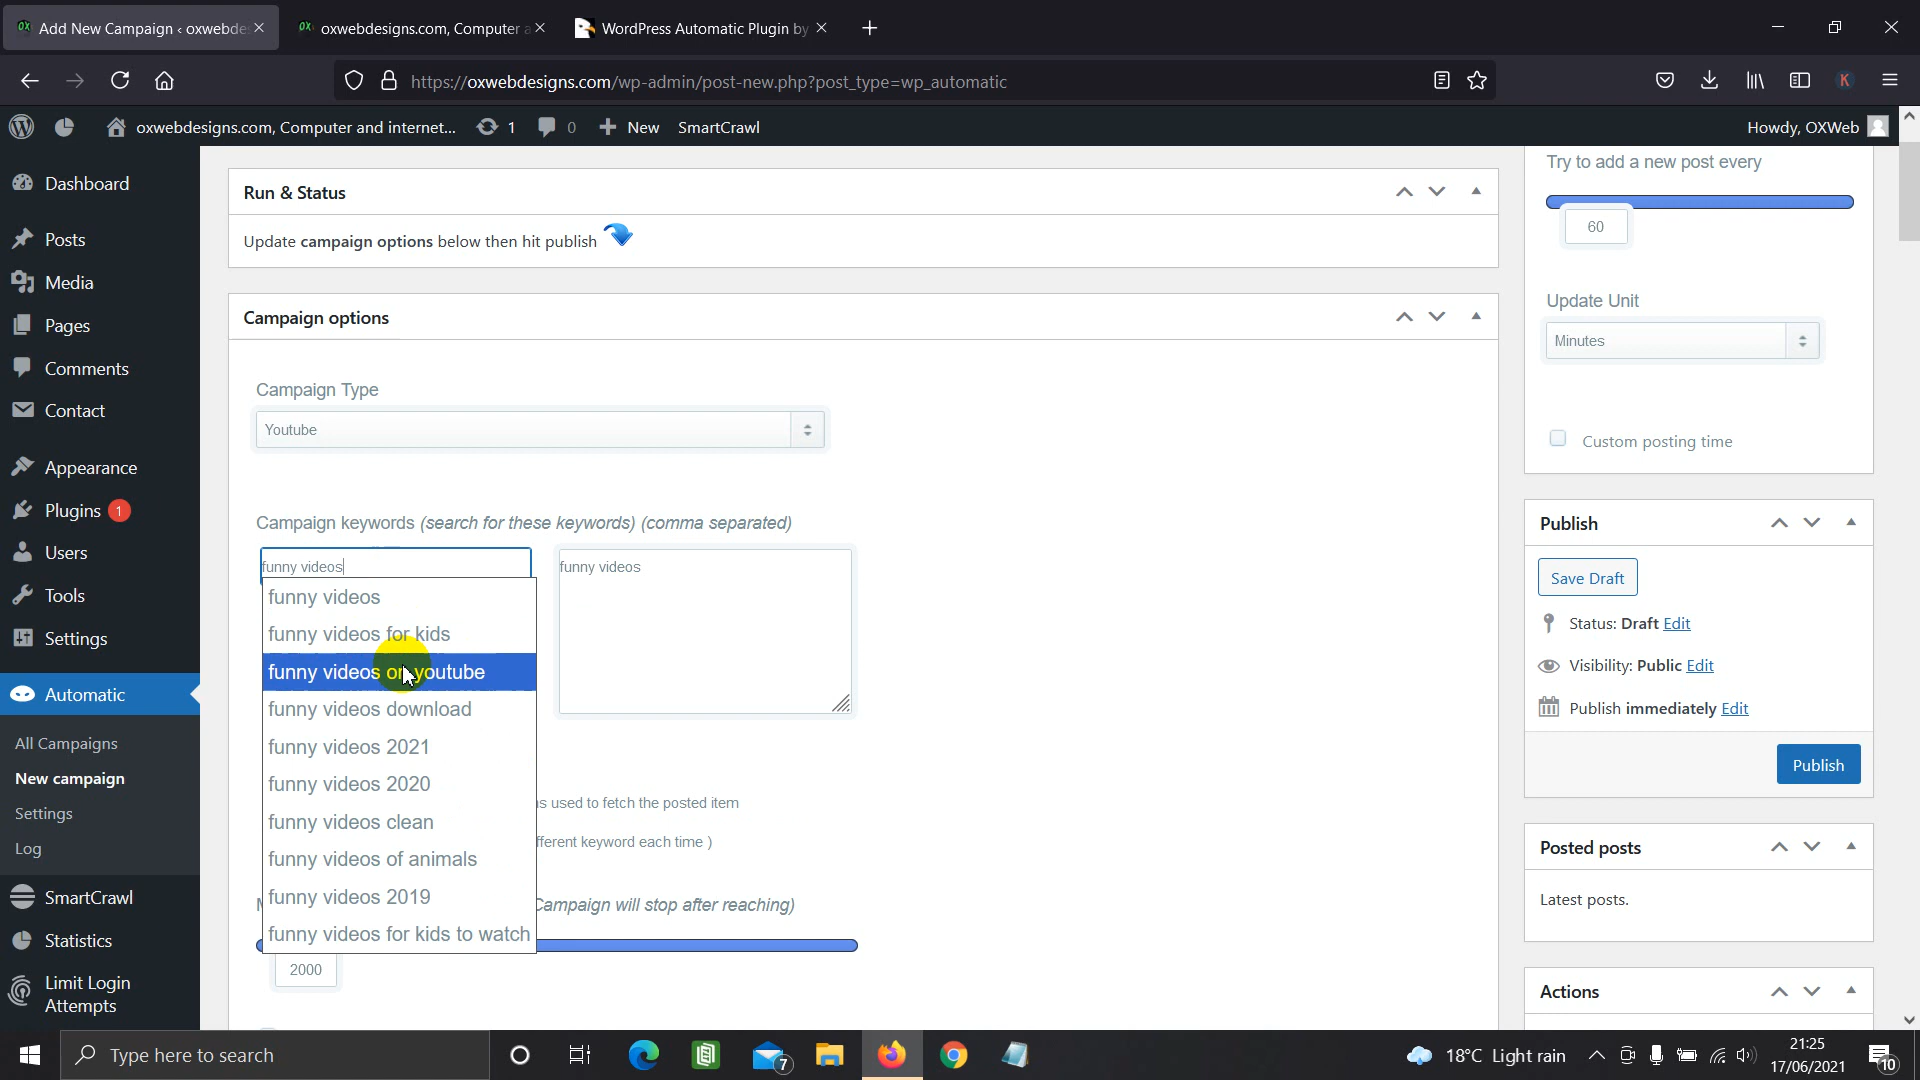 Add New Campaign ‹ oxwebde
oxwebdesigns.com, Computer a
WordPress Automatic Plugin by
https://oxwebdesigns.com/wp-admin/post-new.php?post_type=wp_automatic
K
oxwebdesigns.com, Computer and internet...
1
0
New
SmartCrawl
Howdy, OXWeb
Dashboard
Posts
Media
Pages
Comments
Contact
Appearance
Plugins 1
Users
Tools
Settings
Automatic
All Campaigns
New campaign
Settings
Log
SmartCrawl
Statistics
Limit Login
Attempts
Run & Status
Update campaign options below then hit publish
Campaign options
Campaign Type
Youtube
Campaign keywords (search for these keywords) (comma separated)
funny videos
funny videos
funny videos
funny videos for kids
funny videos on youtube
funny videos download
funny videos 2021
funny videos 2020
funny videos clean
funny videos of animals
funny videos 2019
funny videos for kids to watch
used to fetch the posted item
keyword each time )
Campaign will stop after reaching)
2000
Try to add a new post every
60
Update Unit
Minutes
Custom posting time
Publish
Save Draft
Status: Draft Edit
Visibility: Public Edit
Publish immediately Edit
Publish
Posted posts
Latest posts.
Actions
Type here to search
7
18°C Light rain
21:25
17/06/2021
10